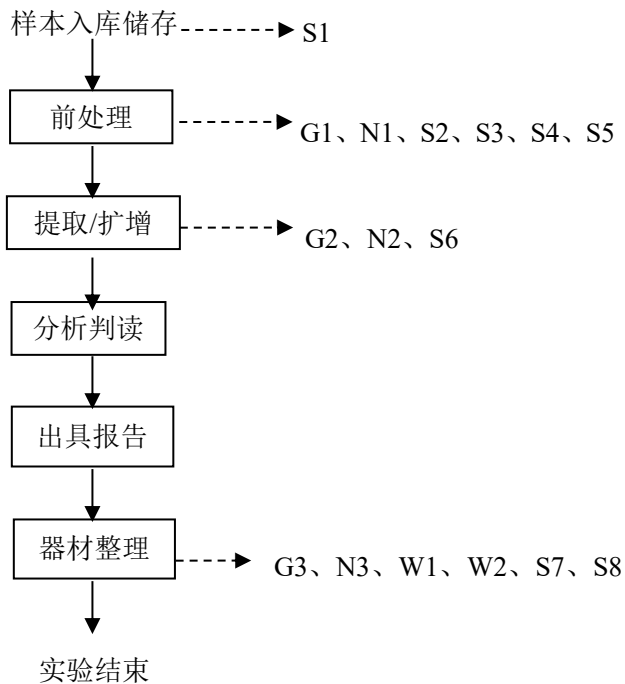 样本入库储存
S1
前处理
G1、N1、S2、S3、S4、S5
提取/扩增
G2、N2、S6
分析判读
出具报告
器材整理
G3、N3、W1、W2、S7、S8
实验结束